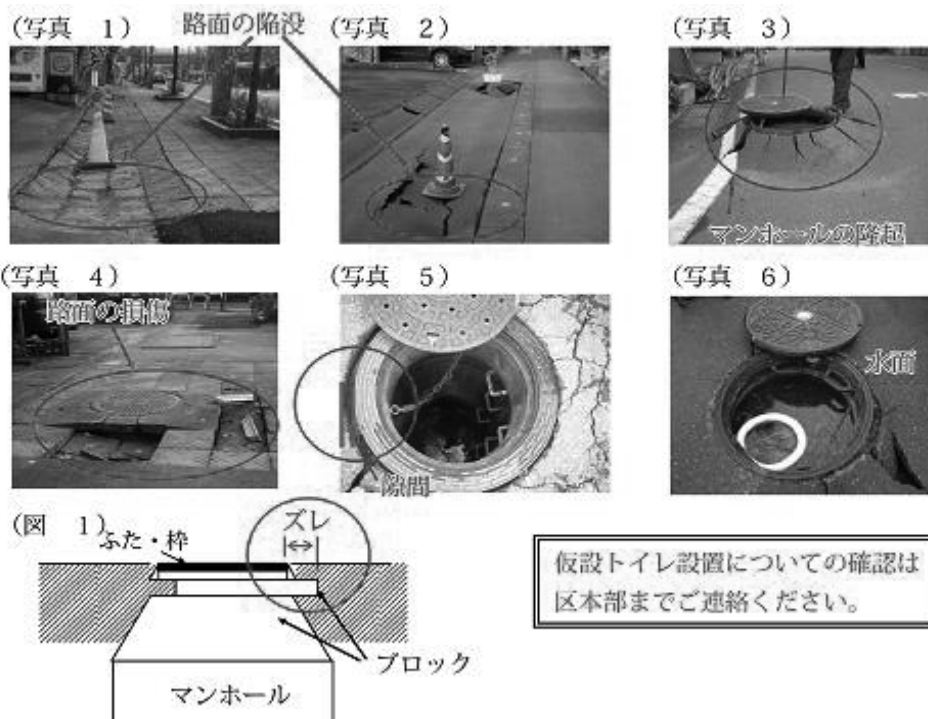 (写真 1)
路面の陥没
(写真 2)
(写真 3)
マンホールの隆起
(写真 4)
路面の損傷
(写真 5)
隙間
(写真 6)
水面
(図 1)
ふた・枠
ズレ
ブロック
マンホール
仮設トイレ設置についての確認は
区本部までご連絡ください。